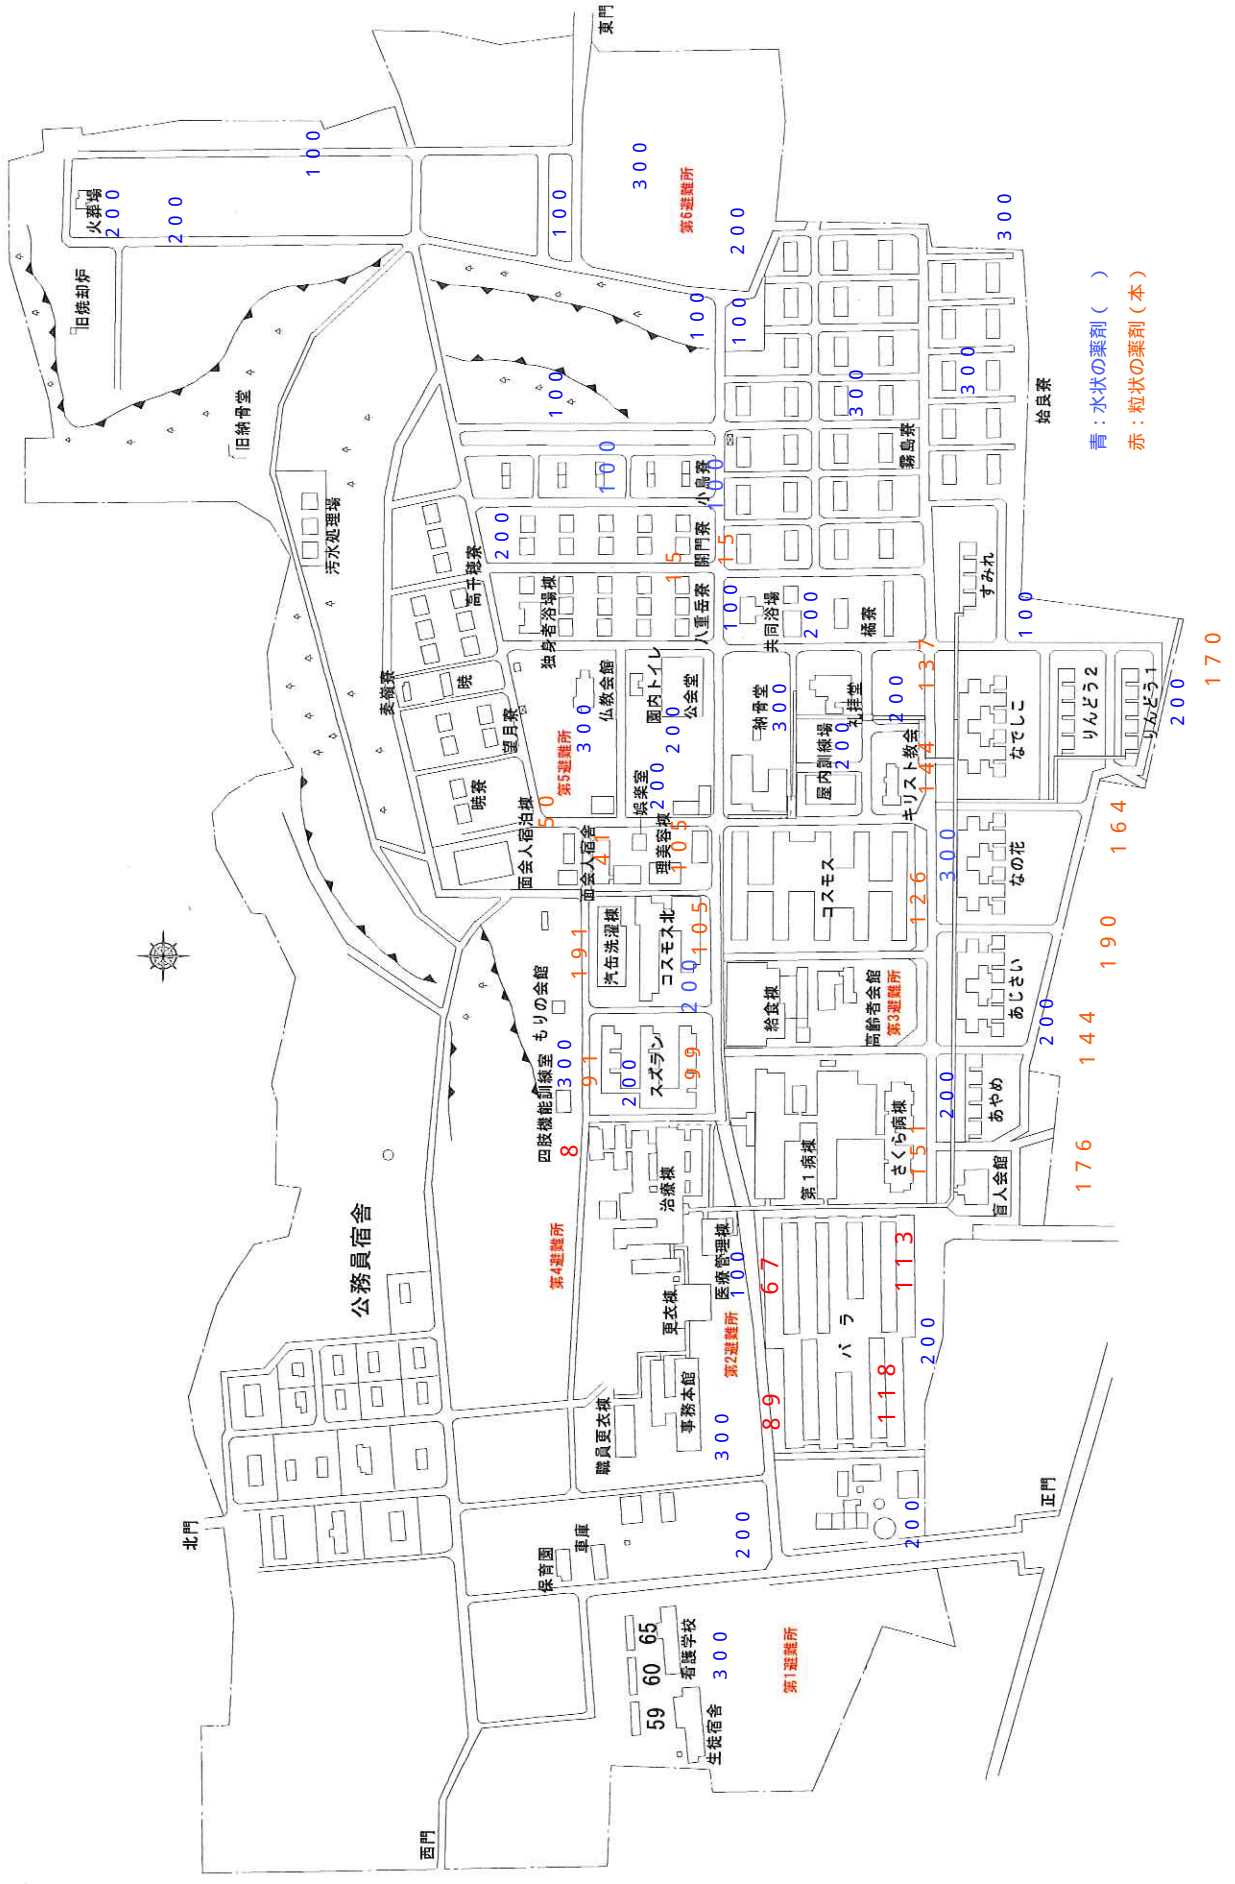 東門
火葬場
200
200
100
旧焼却炉
100
300
第6避難所
200
300
旧納骨堂
100
100
100
青：水状の薬剤（　）
赤：粒状の薬剤（本）
汚水処理場
100
小鳥寮
100
300
霧島寮
300
姶良寮
高千穂寮
200
15
開門寮
15
すみれ
独身者浴場棟
八重岳寮
100
共同浴場
200
橘寮
100
麦嶺寮
暁
望月寮
暁寮
第5避難所
300
仏教会館
園内トイレ
公会堂
200
納骨堂
300
礼拝堂
屋内訓練場
200
200
137
キリスト教会
144
なでしこ
りんどう2
りんどう1
200
170
面会人宿泊棟
50
面会人宿舎
41
娯楽室
200
理美容棟
105
コスモス
126
300
なの花
164
もりの会館
191
汽缶洗濯棟
コスモス北
200
105
給食棟
高齢者会館
第3避難所
あじさい
190
200
144
四肢機能訓練室
300
8
91
200
スズラン
99
第1病棟
さくら病棟
151
200
あやめ
盲人会館
176
公務員宿舎
第4避難所
治療棟
更衣棟
医療管理棟
100
第2避難所
67
113
バラ
89
118
200
職員更衣棟
事務本館
300
北門
保育園
車庫
200
200
正門
59
60
65
看護学校
300
生徒宿舎
第1避難所
西門